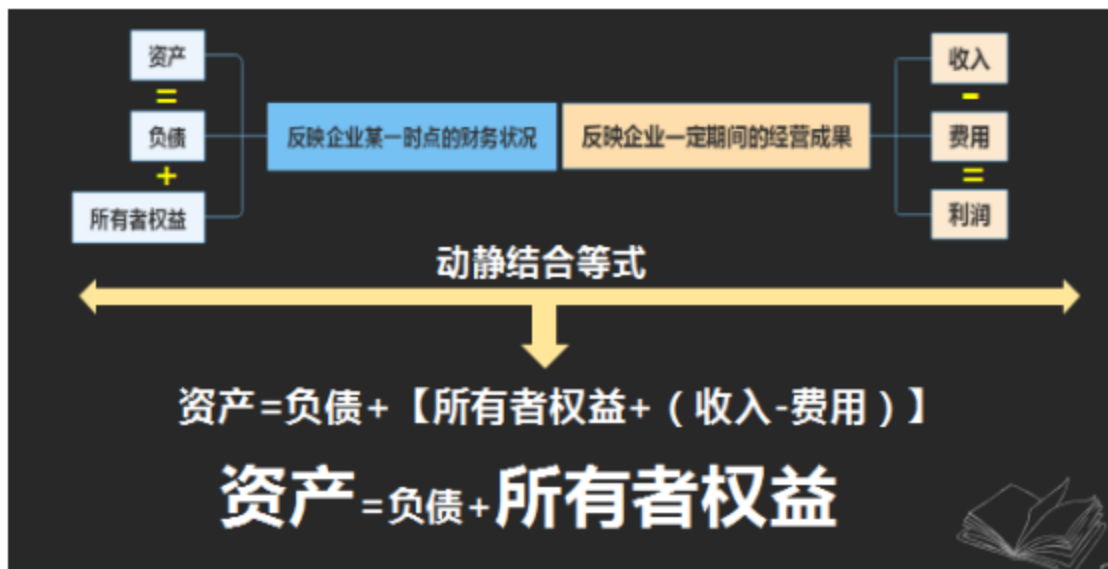 资产
=
负债
+
所有者权益
反映企业某一时点的财务状况
反映企业一定期间的经营成果
收入
-
费用
=
利润
动静结合等式
资产=负债+【所有者权益+（收入-费用）】
资产=负债+所有者权益